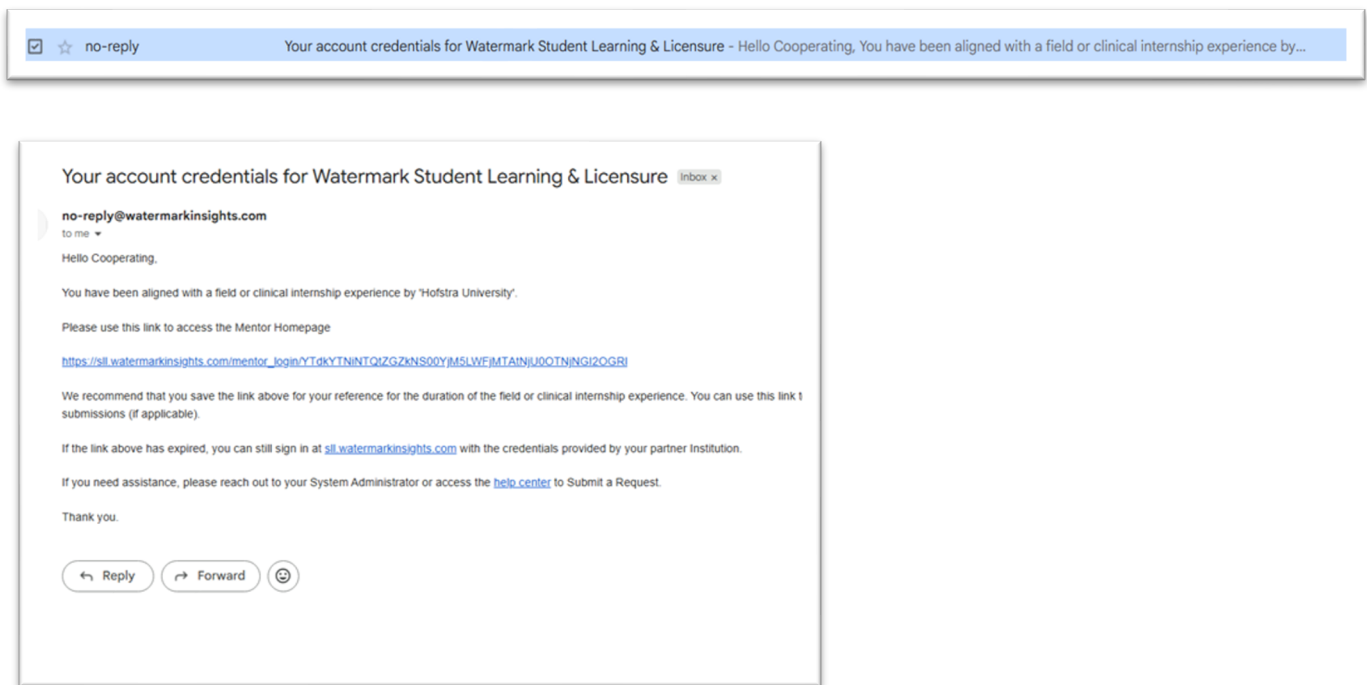 no-reply Your account credentials for Watermark Student Learning & Licensure - Hello Cooperating, You have been aligned with a field or clinical internship experience by...
Your account credentials for Watermark Student Learning & Licensure Inbox x
no-reply@watermarkinsights.com
to me
Hello Cooperating,
You have been aligned with a field or clinical internship experience by 'Hofstra University'.
Please use this link to access the Mentor Homepage
https://sll.watermarkinsights.com/mentor_login/YTdkYTNiNTQtZGZkNS00YjM5LWFjMTAtNjU0OTNjNGI2OGRl
We recommend that you save the link above for your reference for the duration of the field or clinical internship experience. You can use this link
submissions (if applicable).
If the link above has expired, you can still sign in at sll.watermarkinsights.com with the credentials provided by your partner Institution.
If you need assistance, please reach out to your System Administrator or access the help center to Submit a Request.
Thank you.
Reply Forward